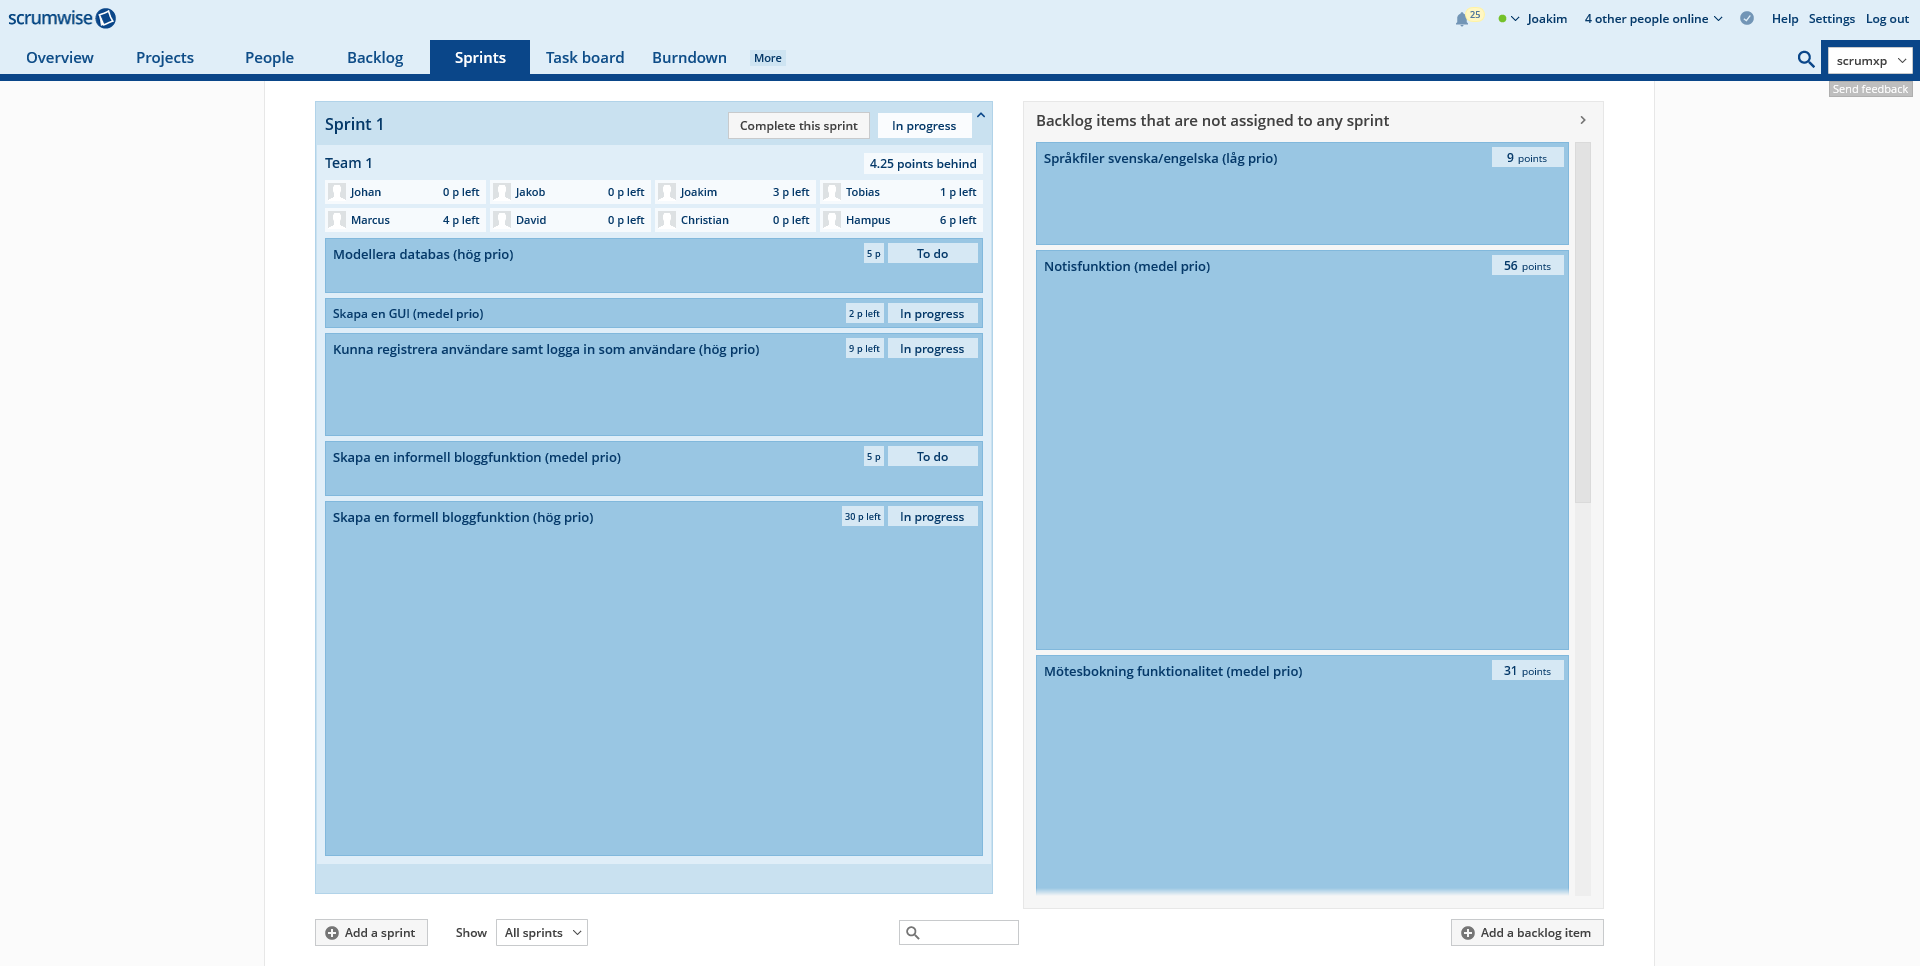 scrumwise
25
Joakim
4 other people online
Help
Settings
Log out
Overview
Projects
People
Backlog
Sprints
Task board
Burndown
More
scrumxp
Send feedback
Sprint 1
Complete this sprint
In progress
Team 1
4.25 points behind
Johan 0 p left
Jakob 0 p left
Joakim 3 p left
Tobias 1 p left
Marcus 4 p left
David 0 p left
Christian 0 p left
Hampus 6 p left
Modellera databas (hög prio) 5 p To do
Skapa en GUI (medel prio) 2 p left In progress
Kunna registrera användare samt logga in som användare (hög prio) 9 p left In progress
Skapa en informell bloggfunktion (medel prio) 5 p To do
Skapa en formell bloggfunktion (hög prio) 30 p left In progress
Backlog items that are not assigned to any sprint
Språkfiler svenska/engelska (låg prio) 9 points
Notisfunktion (medel prio) 56 points
Mötesbokning funktionalitet (medel prio) 31 points
Add a sprint
Show
All sprints
Add a backlog item